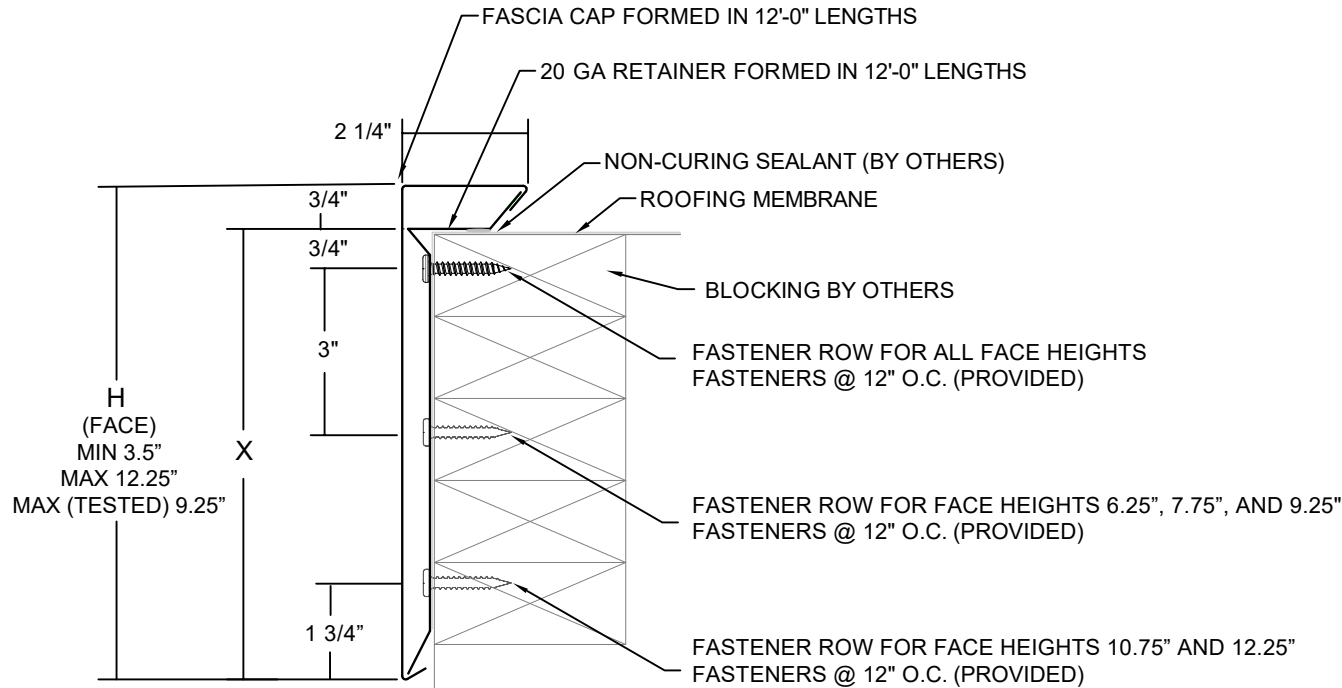 FASCIA CAP FORMED IN 12'-0" LENGTHS
20 GA RETAINER FORMED IN 12'-0" LENGTHS
2 1/4"
NON-CURING SEALANT (BY OTHERS)
ROOFING MEMBRANE
3/4"
3/4"
BLOCKING BY OTHERS
3"
FASTENER ROW FOR ALL FACE HEIGHTS
FASTENERS @ 12" O.C. (PROVIDED)
H
(FACE)
MIN 3.5”
MAX 12.25”
MAX (TESTED) 9.25”
X
FASTENER ROW FOR FACE HEIGHTS 6.25”, 7.75”, AND 9.25"
FASTENERS @ 12" O.C. (PROVIDED)
1 3/4”
FASTENER ROW FOR FACE HEIGHTS 10.75” AND 12.25”
FASTENERS @ 12" O.C. (PROVIDED)